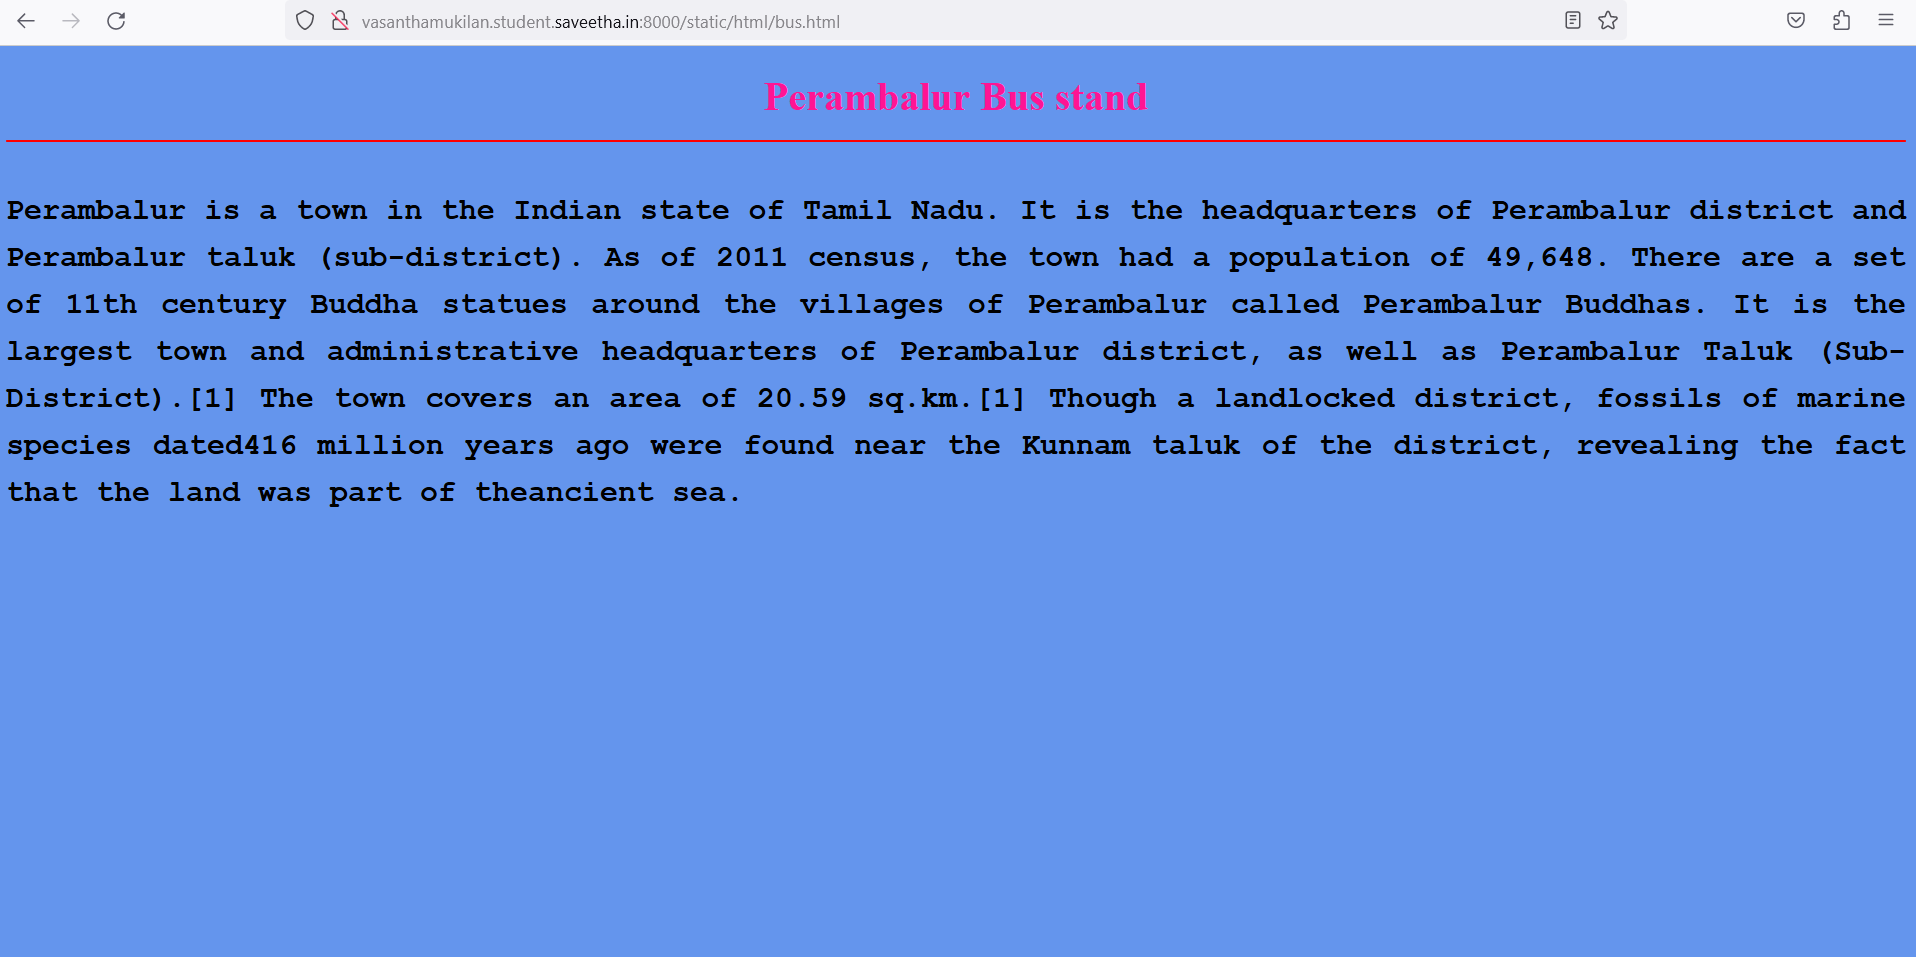 vasanthamukilan.student.saveetha.in:8000/static/html/bus.html
Perambalur Bus stand
Perambalur is a town in the Indian state of Tamil Nadu. It is the headquarters of Perambalur district and
Perambalur taluk (sub-district). As of 2011 census, the town had a population of 49,648. There are a set
of 11th century Buddha statues around the villages of Perambalur called Perambalur Buddhas. It is the
largest town and administrative headquarters of Perambalur district, as well as Perambalur Taluk (Sub-
District).[1] The town covers an area of 20.59 sq.km.[1] Though a landlocked district, fossils of marine
species dated416 million years ago were found near the Kunnam taluk of the district, revealing the fact
that the land was part of theancient sea.